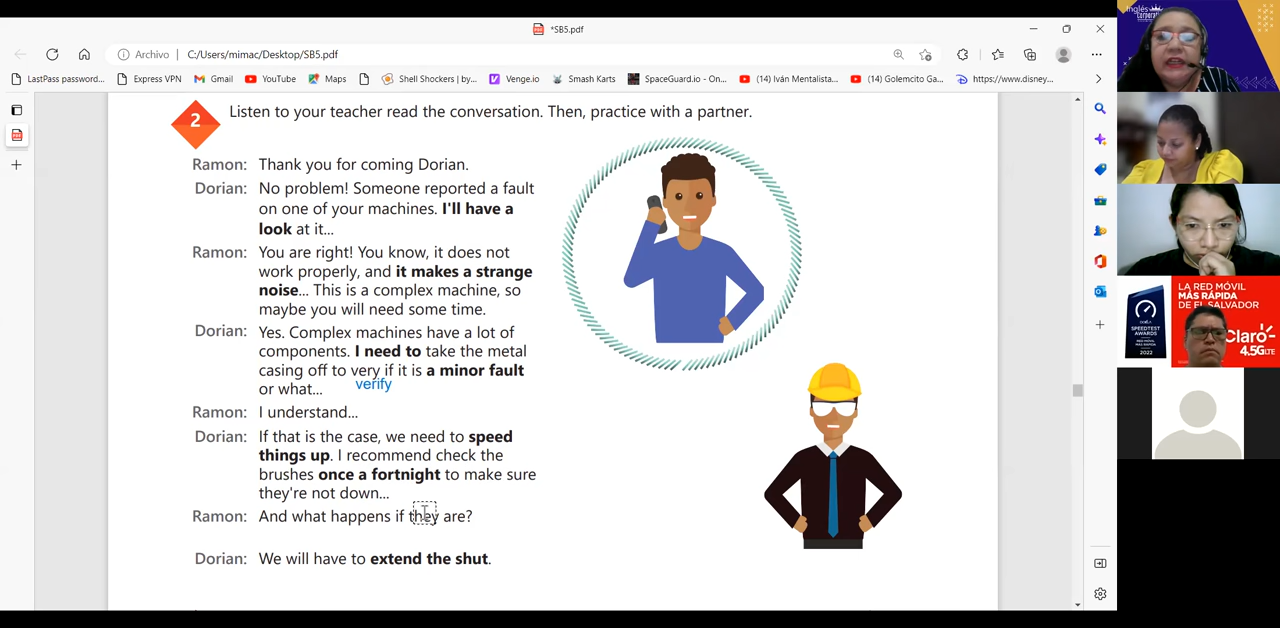 *SB5.pdf
Archivo
C:/Users/mimac/Desktop/SB5.pdf
LastPass password...
Express VPN
Gmail
YouTube
Maps
Shell Shockers | by...
Venge.io
Smash Karts
SpaceGuard.io - On...
(14) Iván Mentalista...
(14) Golemcito Ga...
https://www.disney...
2
Listen to your teacher read the conversation. Then, practice with a partner.
Ramon: Thank you for coming Dorian.
Dorian: No problem! Someone reported a fault
on one of your machines. I'll have a
look at it...
Ramon: You are right! You know, it does not
work properly, and it makes a strange
noise... This is a complex machine, so
maybe you will need some time.
Dorian: Yes. Complex machines have a lot of
components. I need to take the metal
casing off to very if it is a minor fault
or what...
verify
Ramon: I understand...
Dorian: If that is the case, we need to speed
things up. I recommend check the
brushes once a fortnight to make sure
they're not down...
Ramon: And what happens if they are?
Dorian: We will have to extend the shut.
Inglés
Corporativo
LA RED MÓVIL
MÁS RÁPIDA
DE EL SALVADOR
SPEEDTEST
AWARDS
2022
Claro
4.5G LTE